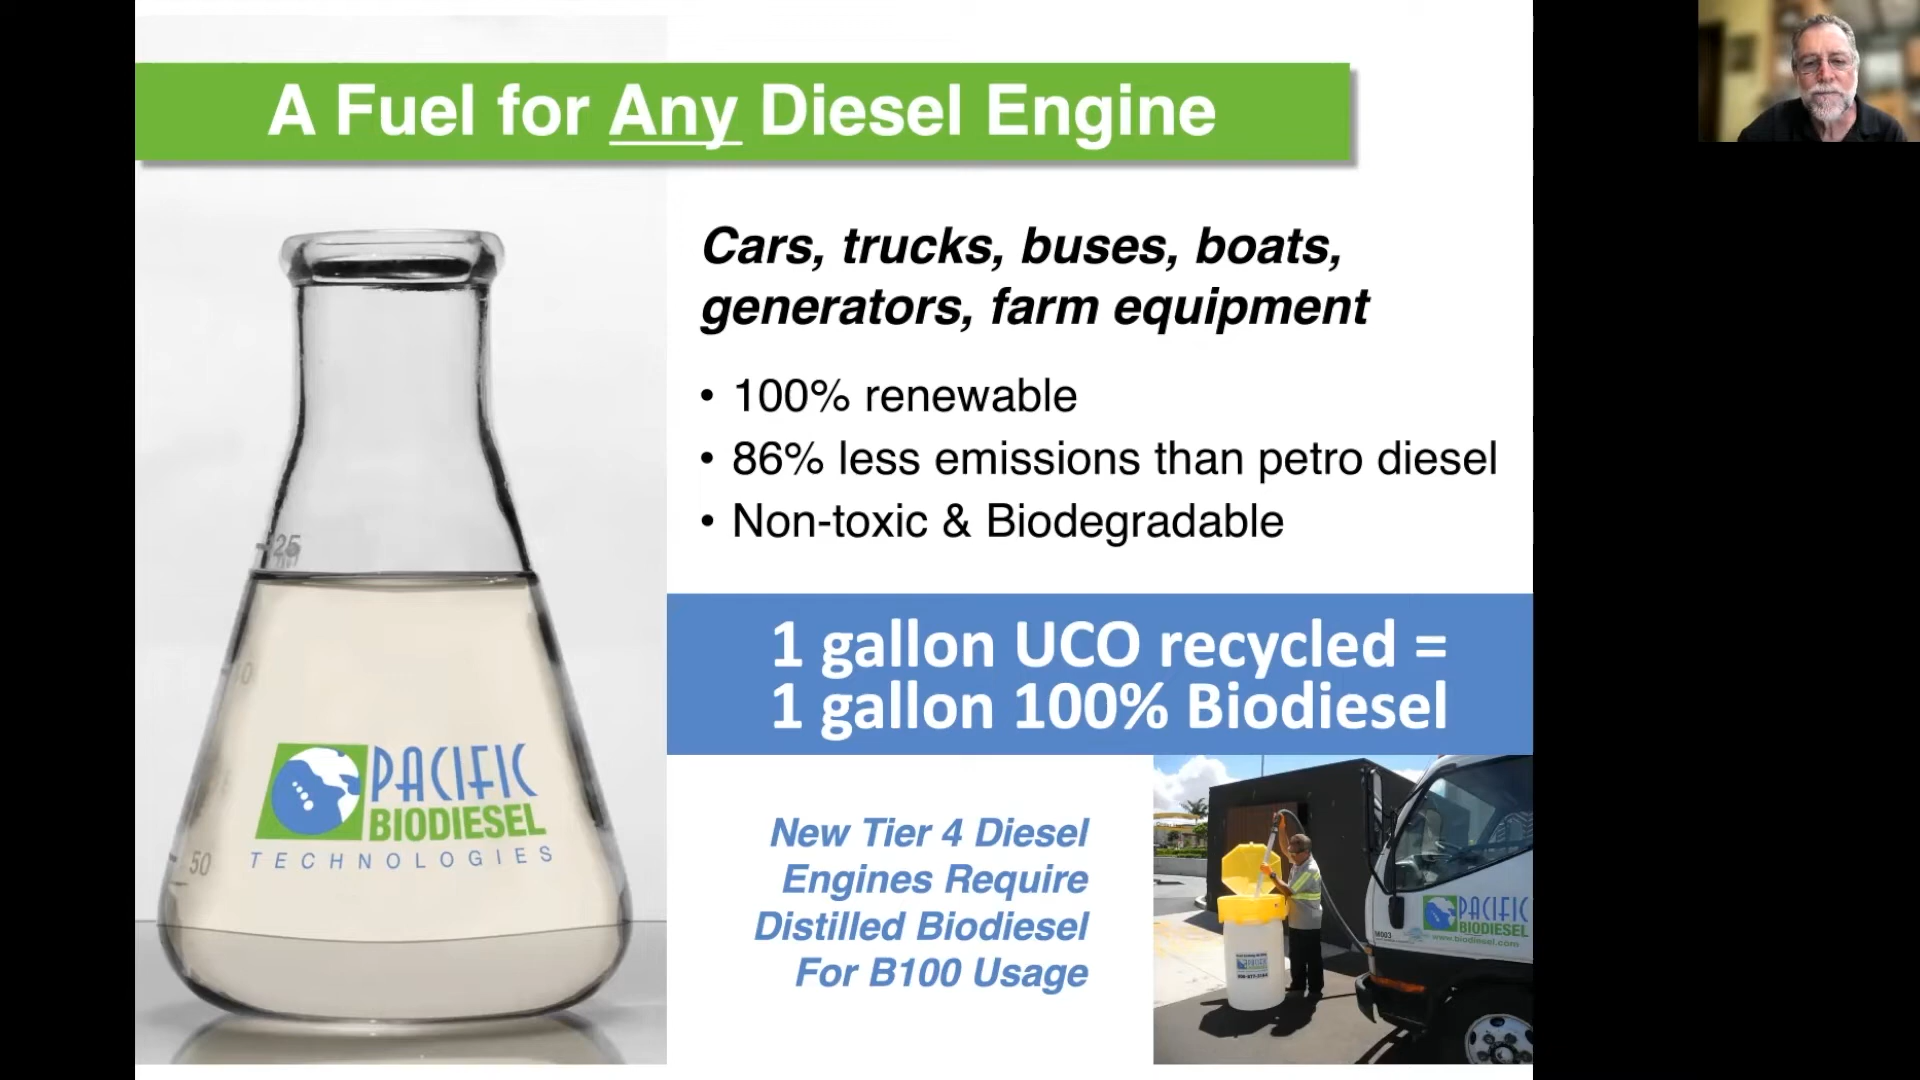 A Fuel for Any Diesel Engine
Cars, trucks, buses, boats,
generators, farm equipment
• 100% renewable
• 86% less emissions than petro diesel
• Non-toxic & Biodegradable
1 gallon UCO recycled =
1 gallon 100% Biodiesel
New Tier 4 Diesel
Engines Require
Distilled Biodiesel
For B100 Usage
25
50
PACIFIC
BIODIESEL
TECHNOLOGIES
PACIFIC
BIODIESEL
www.biodiesel.com
PACIFIC
BIODIESEL